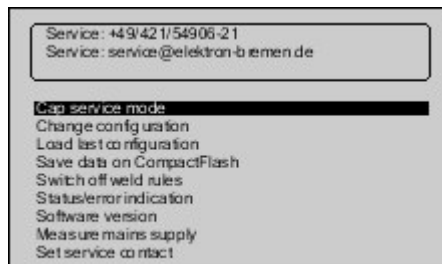 Service: +49/421/54906-21
Service: service@elektron-bremen.de
Cap service mode
Change configuration
Load last configuration
Save data on CompactFlash
Switch off weld rules
Status/error indication
Software version
Measure mains supply
Set service contact